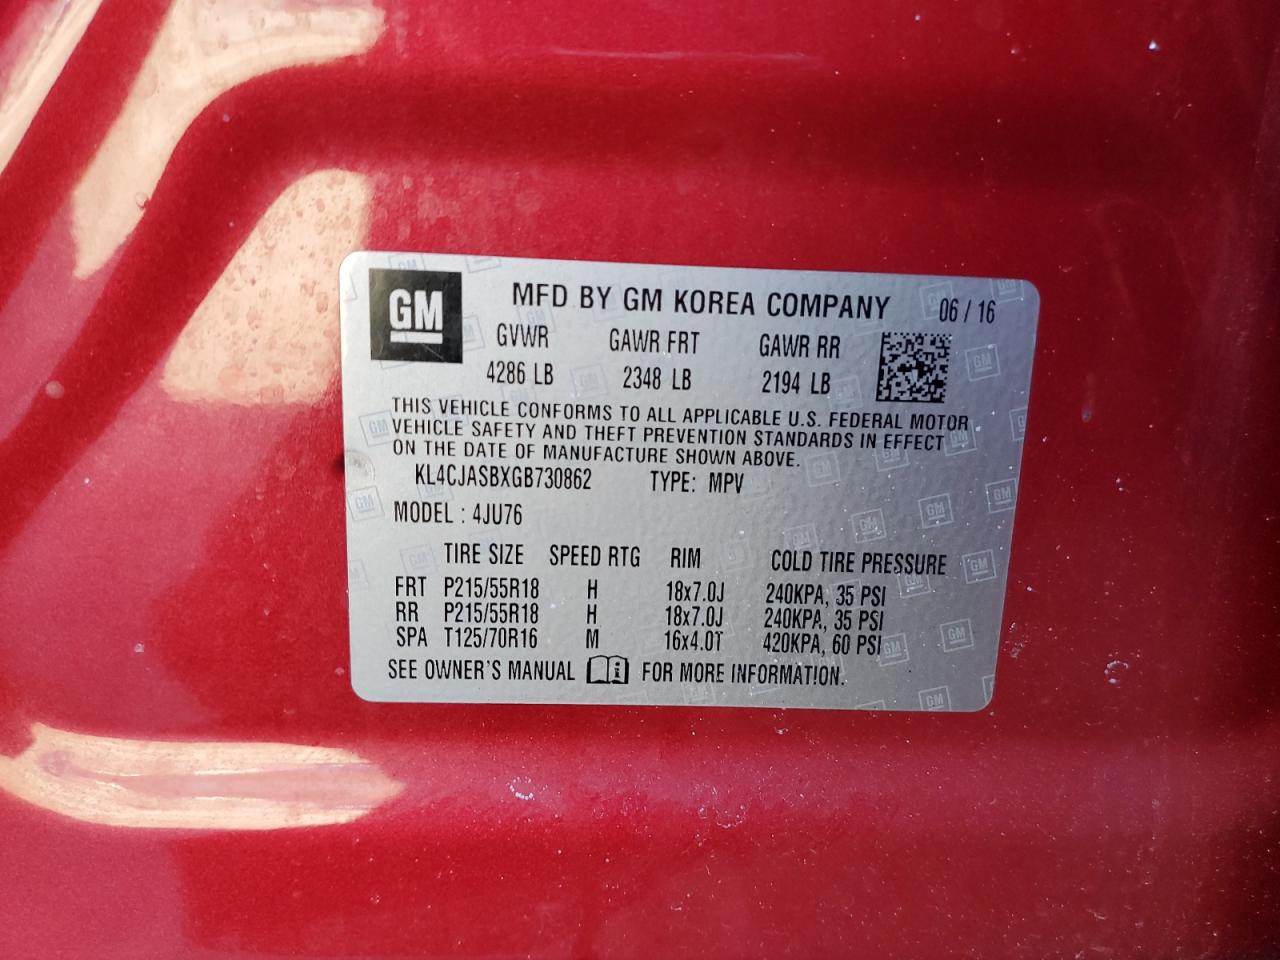 GM MFD BY GM KOREA COMPANY 06 / 16
GVWR GAWR FRT GAWR RR
4286 LB 2348 LB 2194 LB
THIS VEHICLE CONFORMS TO ALL APPLICABLE U.S. FEDERAL MOTOR
VEHICLE SAFETY AND THEFT PREVENTION STANDARDS IN EFFECT
ON THE DATE OF MANUFACTURE SHOWN ABOVE.
KL4CJASBXGB730862 TYPE: MPV
MODEL : 4JU76
TIRE SIZE SPEED RTG RIM COLD TIRE PRESSURE
FRT P215/55R18 H 18x7.0J 240KPA, 35 PSI
RR P215/55R18 H 18x7.0J 240KPA, 35 PSI
SPA T125/70R16 M 16x4.0T 420KPA, 60 PSI
SEE OWNER'S MANUAL FOR MORE INFORMATION.